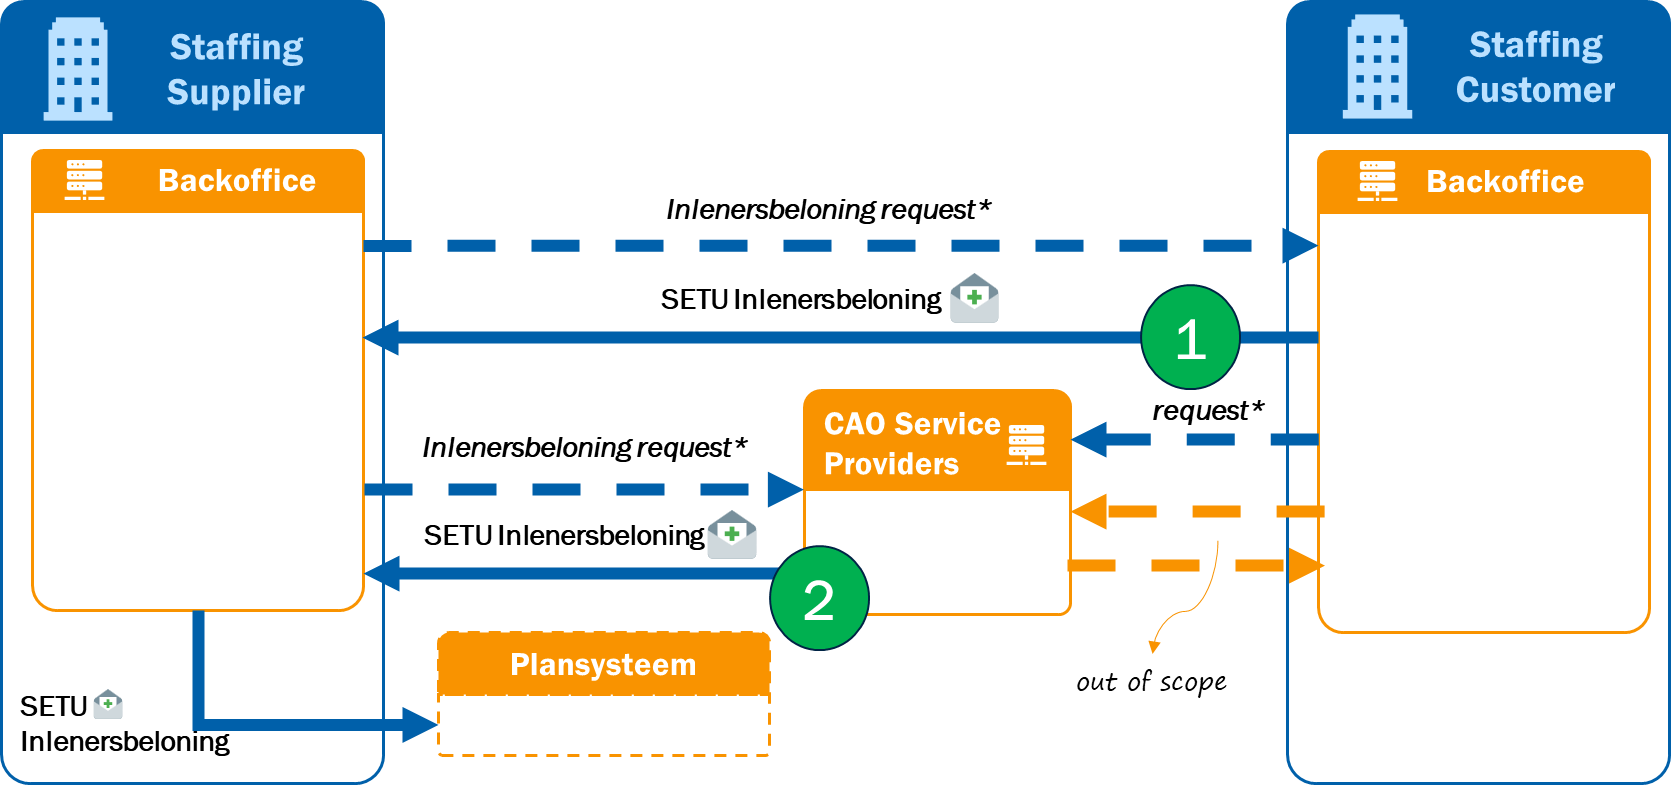 Staffing
Supplier
Staffing
Customer
Backoffice
Backoffice
Inlenersbeloning request*
SETU Inlenersbeloning
1
request*
CAO Service
Providers
Inlenersbeloning request*
SETU Inlenersbeloning
2
Plansysteem
out of scope
SETU
Inlenersbeloning